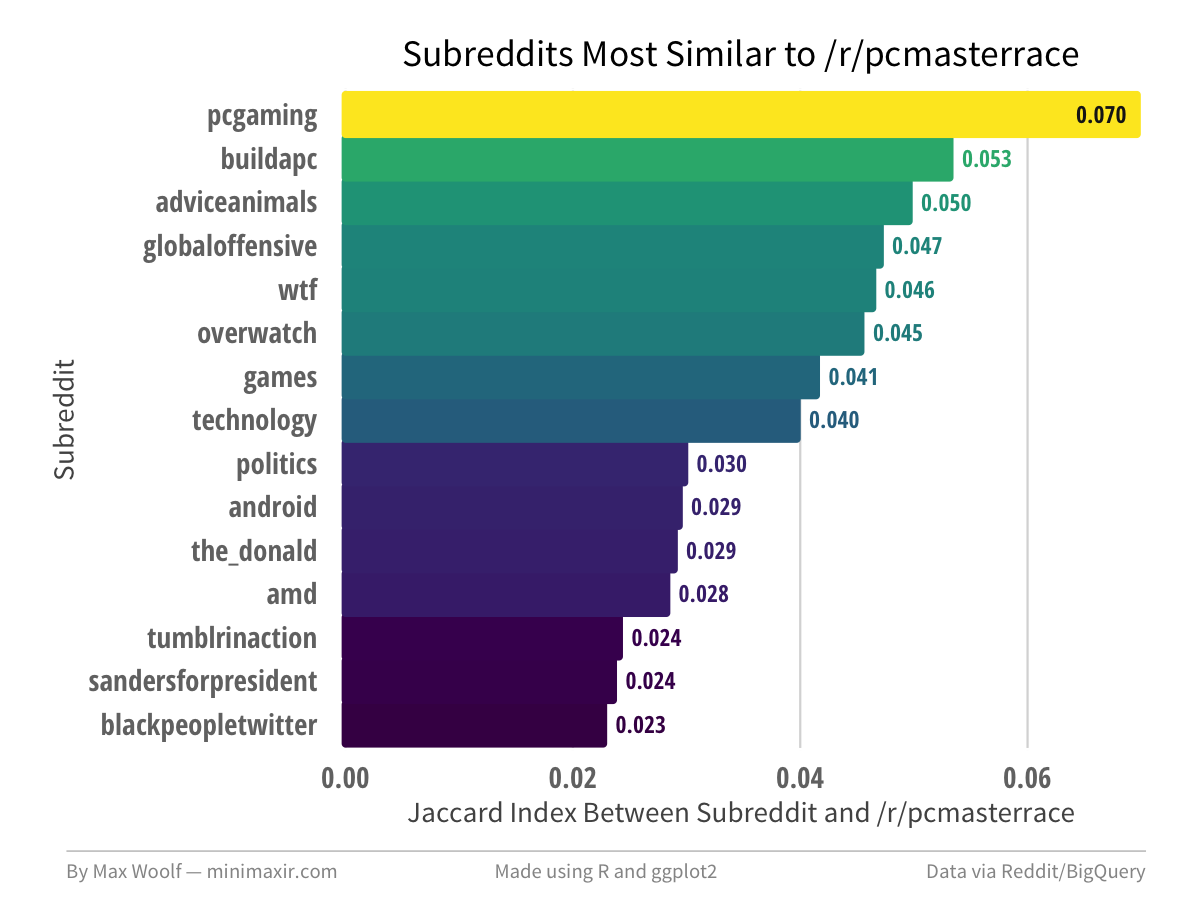 Subreddits Most Similar to /r/pcmasterrace
pcgaming 0.070
buildapc 0.053
adviceanimals 0.050
globaloffensive 0.047
wtf 0.046
overwatch 0.045
games 0.041
technology 0.040
politics 0.030
android 0.029
the_donald 0.029
amd 0.028
tumblrinaction 0.024
sandersforpresident 0.024
blackpeopletwitter 0.023
Subreddit
0.00 0.02 0.04 0.06
Jaccard Index Between Subreddit and /r/pcmasterrace
By Max Woolf — minimaxir.com Made using R and ggplot2 Data via Reddit/BigQuery